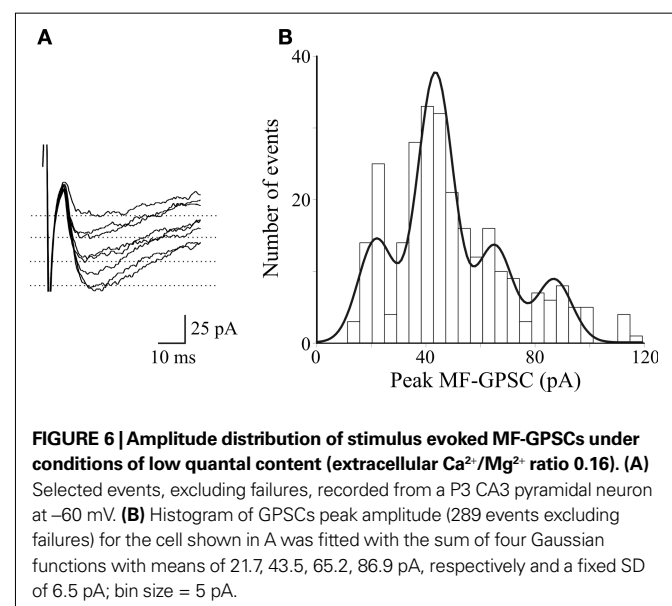 A
B
40
20
0
Number of events
0
40
80
120
Peak MF-GPSC (pA)
25 pA
10 ms
FIGURE 6 | Amplitude distribution of stimulus evoked MF-GPSCs under
conditions of low quantal content (extracellular Ca²⁺/Mg²⁺ ratio 0.16). (A)
Selected events, excluding failures, recorded from a P3 CA3 pyramidal neuron
at –60 mV. (B) Histogram of GPSCs peak amplitude (289 events excluding
failures) for the cell shown in A was fitted with the sum of four Gaussian
functions with means of 21.7, 43.5, 65.2, 86.9 pA, respectively and a fixed SD
of 6.5 pA; bin size = 5 pA.